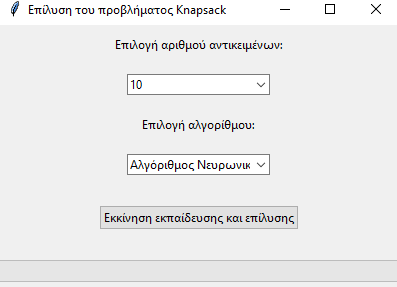 Επίλυση του προβλήματος Knapsack
Επιλογή αριθμού αντικειμένων:
10
Επιλογή αλγορίθμου:
Αλγόριθμος Νευρωνικ
Εκκίνηση εκπαίδευσης και επίλυσης